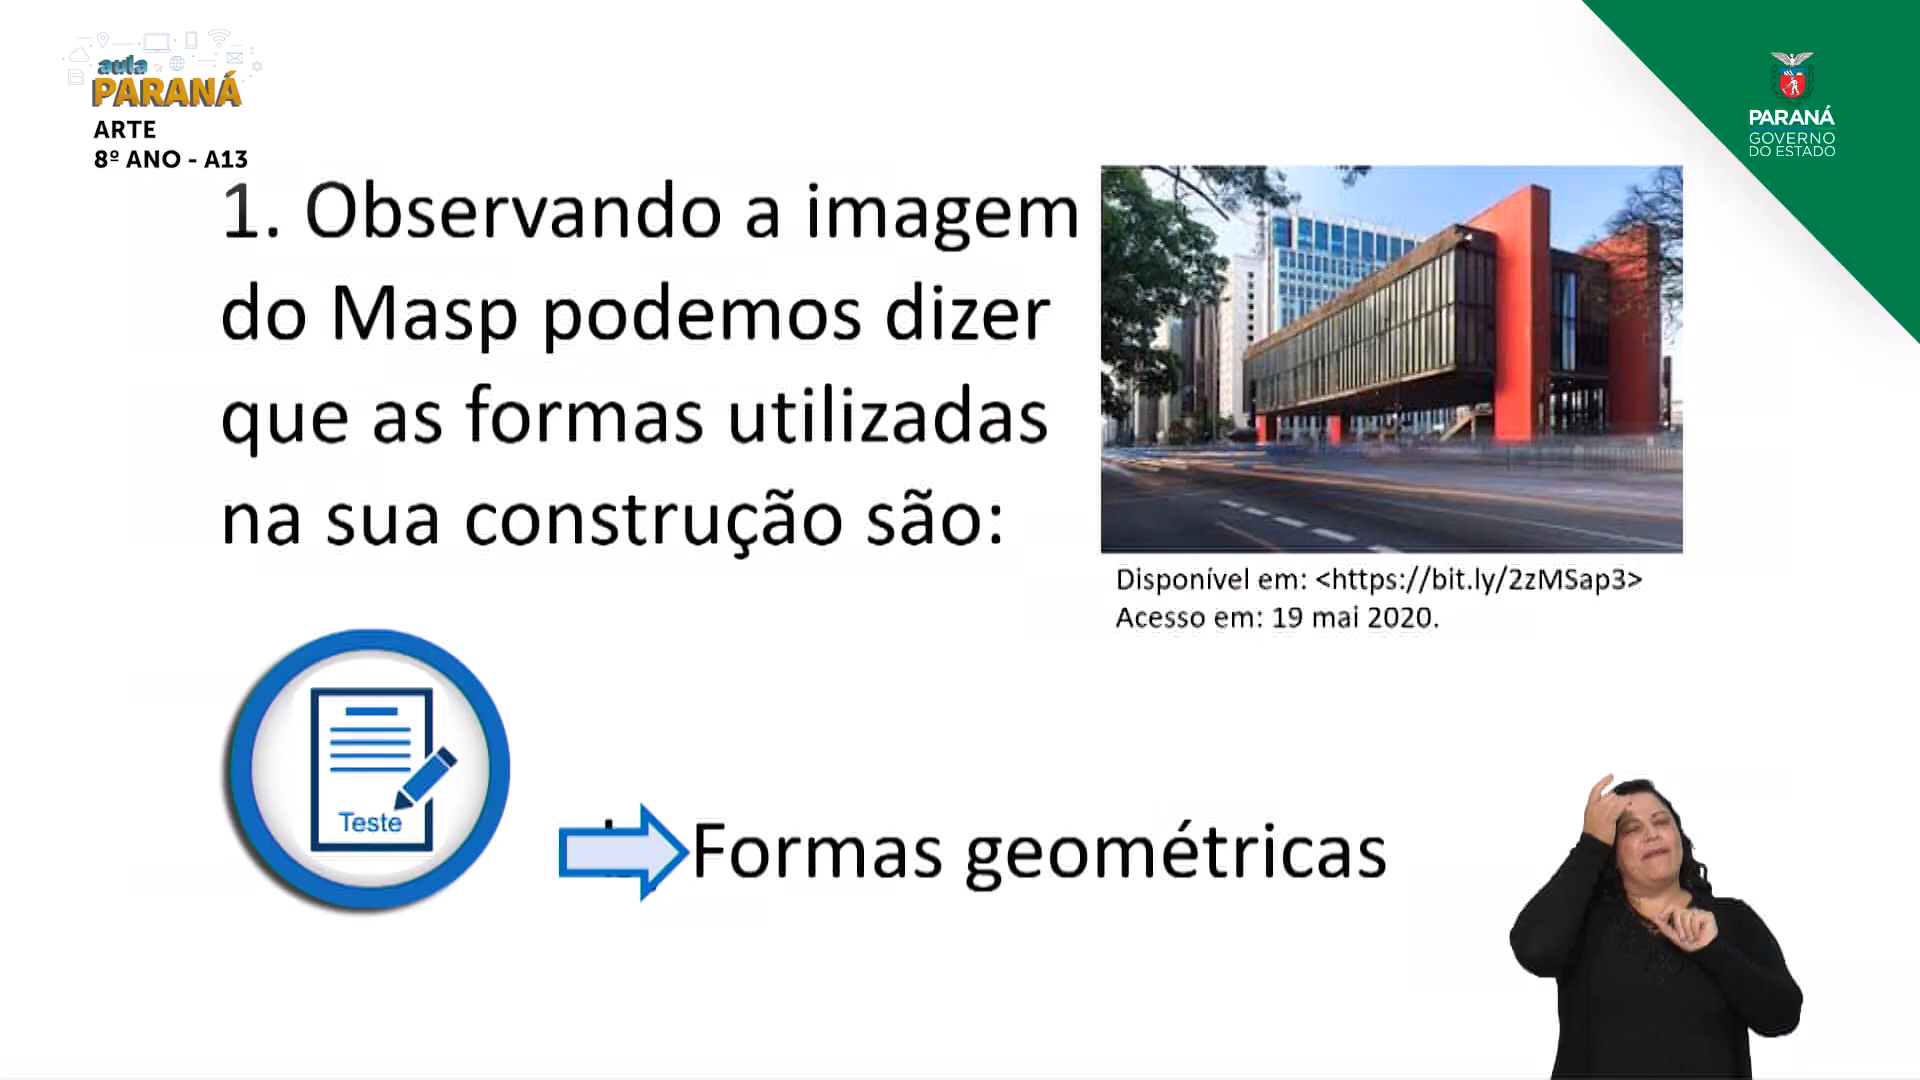 aula
PARANÁ
ARTE
8º ANO - A13
PARANÁ
GOVERNO
DO ESTADO
1. Observando a imagem
do Masp podemos dizer
que as formas utilizadas
na sua construção são:
Disponível em: <https://bit.ly/2zMSap3>
Acesso em: 19 mai 2020.
Teste
Formas geométricas